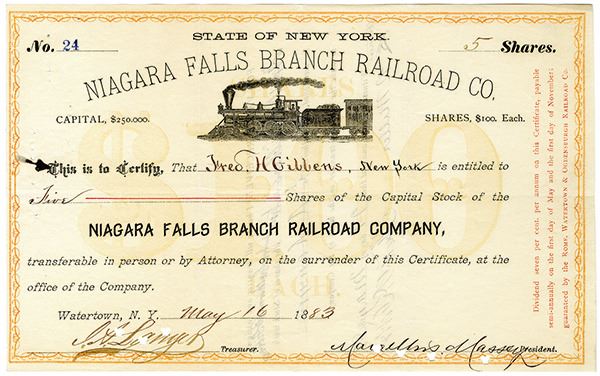 STATE OF NEW YORK.
No. 24
5 Shares.
NIAGARA FALLS BRANCH RAILROAD CO.
CAPITAL, $250.000.
SHARES, $100. Each.
This is to Certify, That Fred. H Gibbens, New York is entitled to
Five Shares of the Capital Stock of the
NIAGARA FALLS BRANCH RAILROAD COMPANY,
transferable in person or by Attorney, on the surrender of this Certificate, at the
office of the Company.
Watertown, N. Y. May 16 1883
Treasurer.
Massey President.
SHARES
$100
EACH.
Dividend seven per cent. per annum on this Certificate, payable
semi-annually on the first day of May and the first day of November:
guaranteed by the Rome, Watertown & Ogdensburgh Railroad Co.